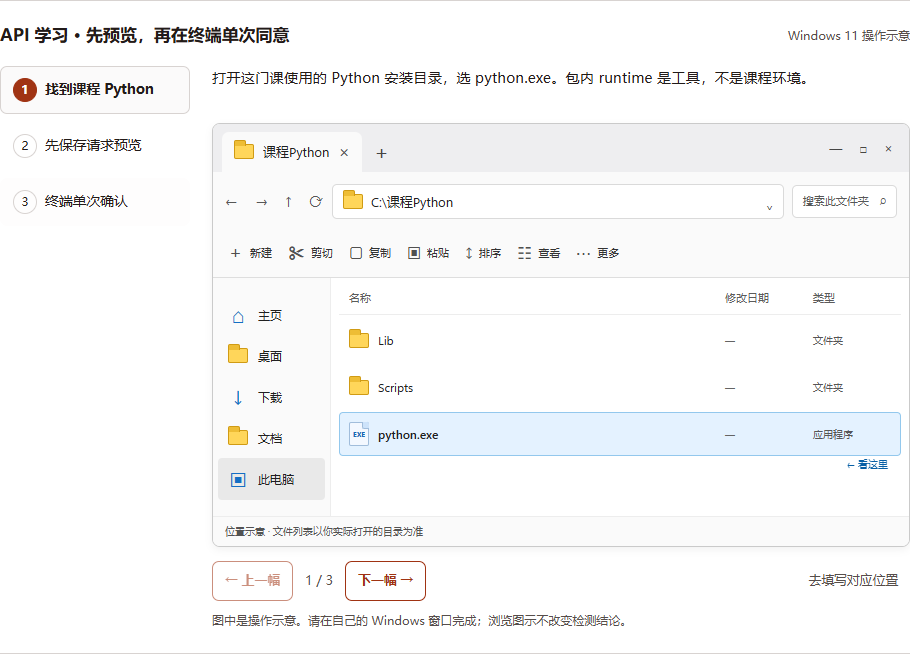 API 学习 • 先预览，再在终端单次同意
Windows 11 操作示意
1 找到课程 Python
2 先保存请求预览
3 终端单次确认
打开这门课使用的 Python 安装目录，选 python.exe。包内 runtime 是工具，不是课程环境。
课程Python × +
← → ↑ ⟳ C:\课程Python
搜索此文件夹
+ 新建 剪切 复制 粘贴 ↕ 排序 查看 ⋯ 更多
主页
桌面
↓ 下载
文档
此电脑
名称 修改日期 类型
Lib — 文件夹
Scripts — 文件夹
EXE python.exe — 应用程序
← 看这里
位置示意 · 文件列表以你实际打开的目录为准
← 上一幅 1 / 3 下一幅 →
去填写对应位置
图中是操作示意。请在自己的 Windows 窗口完成；浏览图示不改变检测结论。